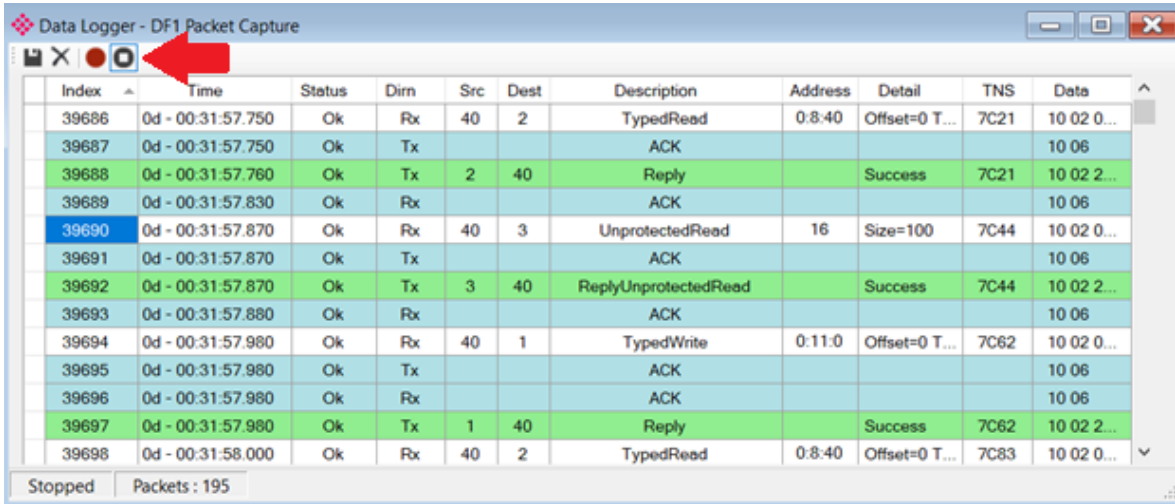 Data Logger - DF1 Packet Capture
Index Time Status Dirn Src Dest Description Address Detail TNS Data
39686 0d - 00:31:57.750 Ok Rx 40 2 TypedRead 0:8:40 Offset=0 T... 7C21 10 02 0...
39687 0d - 00:31:57.750 Ok Tx ACK 10 06
39688 0d - 00:31:57.760 Ok Tx 2 40 Reply Success 7C21 10 02 2...
39689 0d - 00:31:57.830 Ok Rx ACK 10 06
39690 0d - 00:31:57.870 Ok Rx 40 3 UnprotectedRead 16 Size=100 7C44 10 02 0...
39691 0d - 00:31:57.870 Ok Tx ACK 10 06
39692 0d - 00:31:57.870 Ok Tx 3 40 ReplyUnprotectedRead Success 7C44 10 02 2...
39693 0d - 00:31:57.880 Ok Rx ACK 10 06
39694 0d - 00:31:57.980 Ok Rx 40 1 TypedWrite 0:11:0 Offset=0 T... 7C62 10 02 0...
39695 0d - 00:31:57.980 Ok Tx ACK 10 06
39696 0d - 00:31:57.980 Ok Rx ACK 10 06
39697 0d - 00:31:57.980 Ok Tx 1 40 Reply Success 7C62 10 02 2...
39698 0d - 00:31:58.000 Ok Rx 40 2 TypedRead 0:8:40 Offset=0 T... 7C83 10 02 0...
Stopped Packets : 195